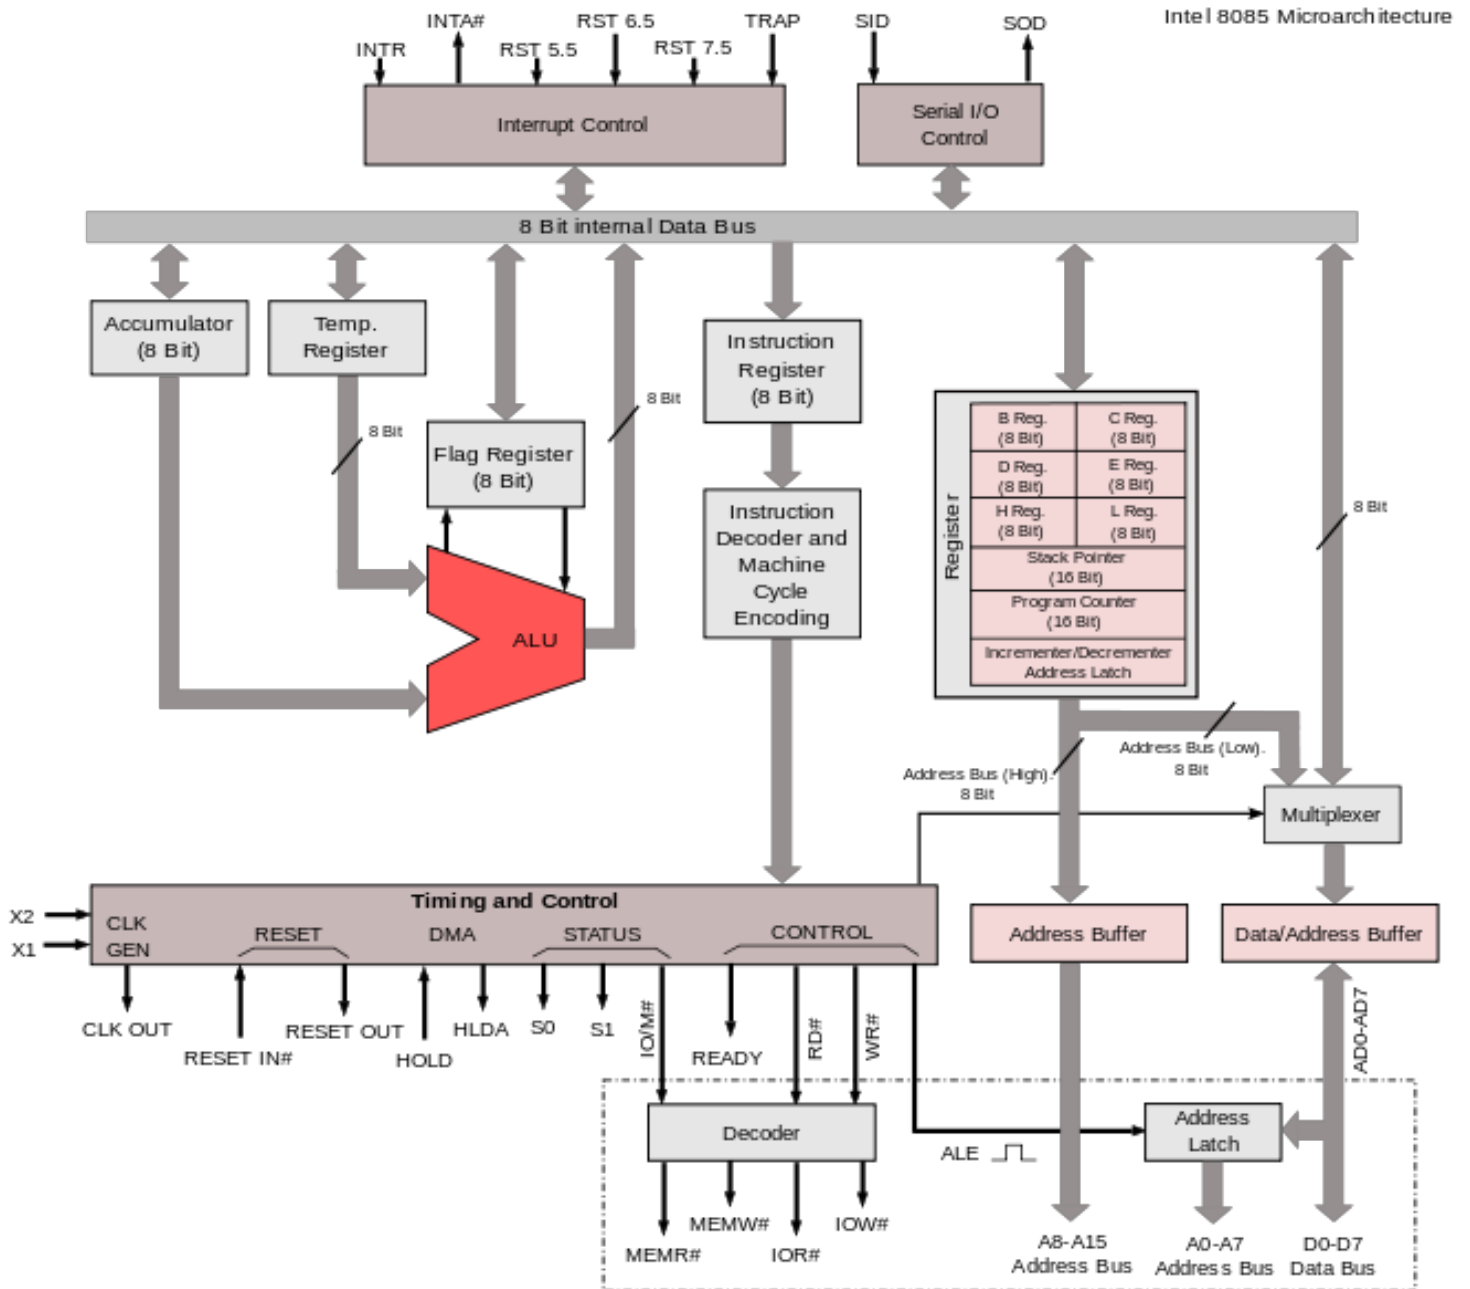 Intel 8085 Microarchitecture
INTA#
RST 6.5
TRAP
SID
SOD
INTR
RST 5.5
RST 7.5
Interrupt Control
Serial I/O
Control
8 Bit internal Data Bus
Accumulator
(8 Bit)
Temp.
Register
8 Bit
Flag Register
(8 Bit)
8 Bit
ALU
Instruction
Register
(8 Bit)
Instruction
Decoder and
Machine
Cycle
Encoding
Register
B Reg.
(8 Bit)
C Reg.
(8 Bit)
D Reg.
(8 Bit)
E Reg.
(8 Bit)
H Reg.
(8 Bit)
L Reg.
(8 Bit)
Stack Pointer
(16 Bit)
Program Counter
(16 Bit)
Incrementer/Decrementer
Address Latch
8 Bit
Address Bus (Low).
8 Bit
Address Bus (High).
8 Bit
Multiplexer
Timing and Control
X2
X1
CLK
GEN
RESET
DMA
STATUS
CONTROL
Address Buffer
Data/Address Buffer
CLK OUT
RESET IN#
RESET OUT
HOLD
HLDA
S0
S1
IO/M#
READY
RD#
WR#
AD0-AD7
Decoder
Address
Latch
ALE
MEMR#
MEMW#
IOR#
IOW#
A8-A15
Address Bus
A0-A7
Address Bus
D0-D7
Data Bus